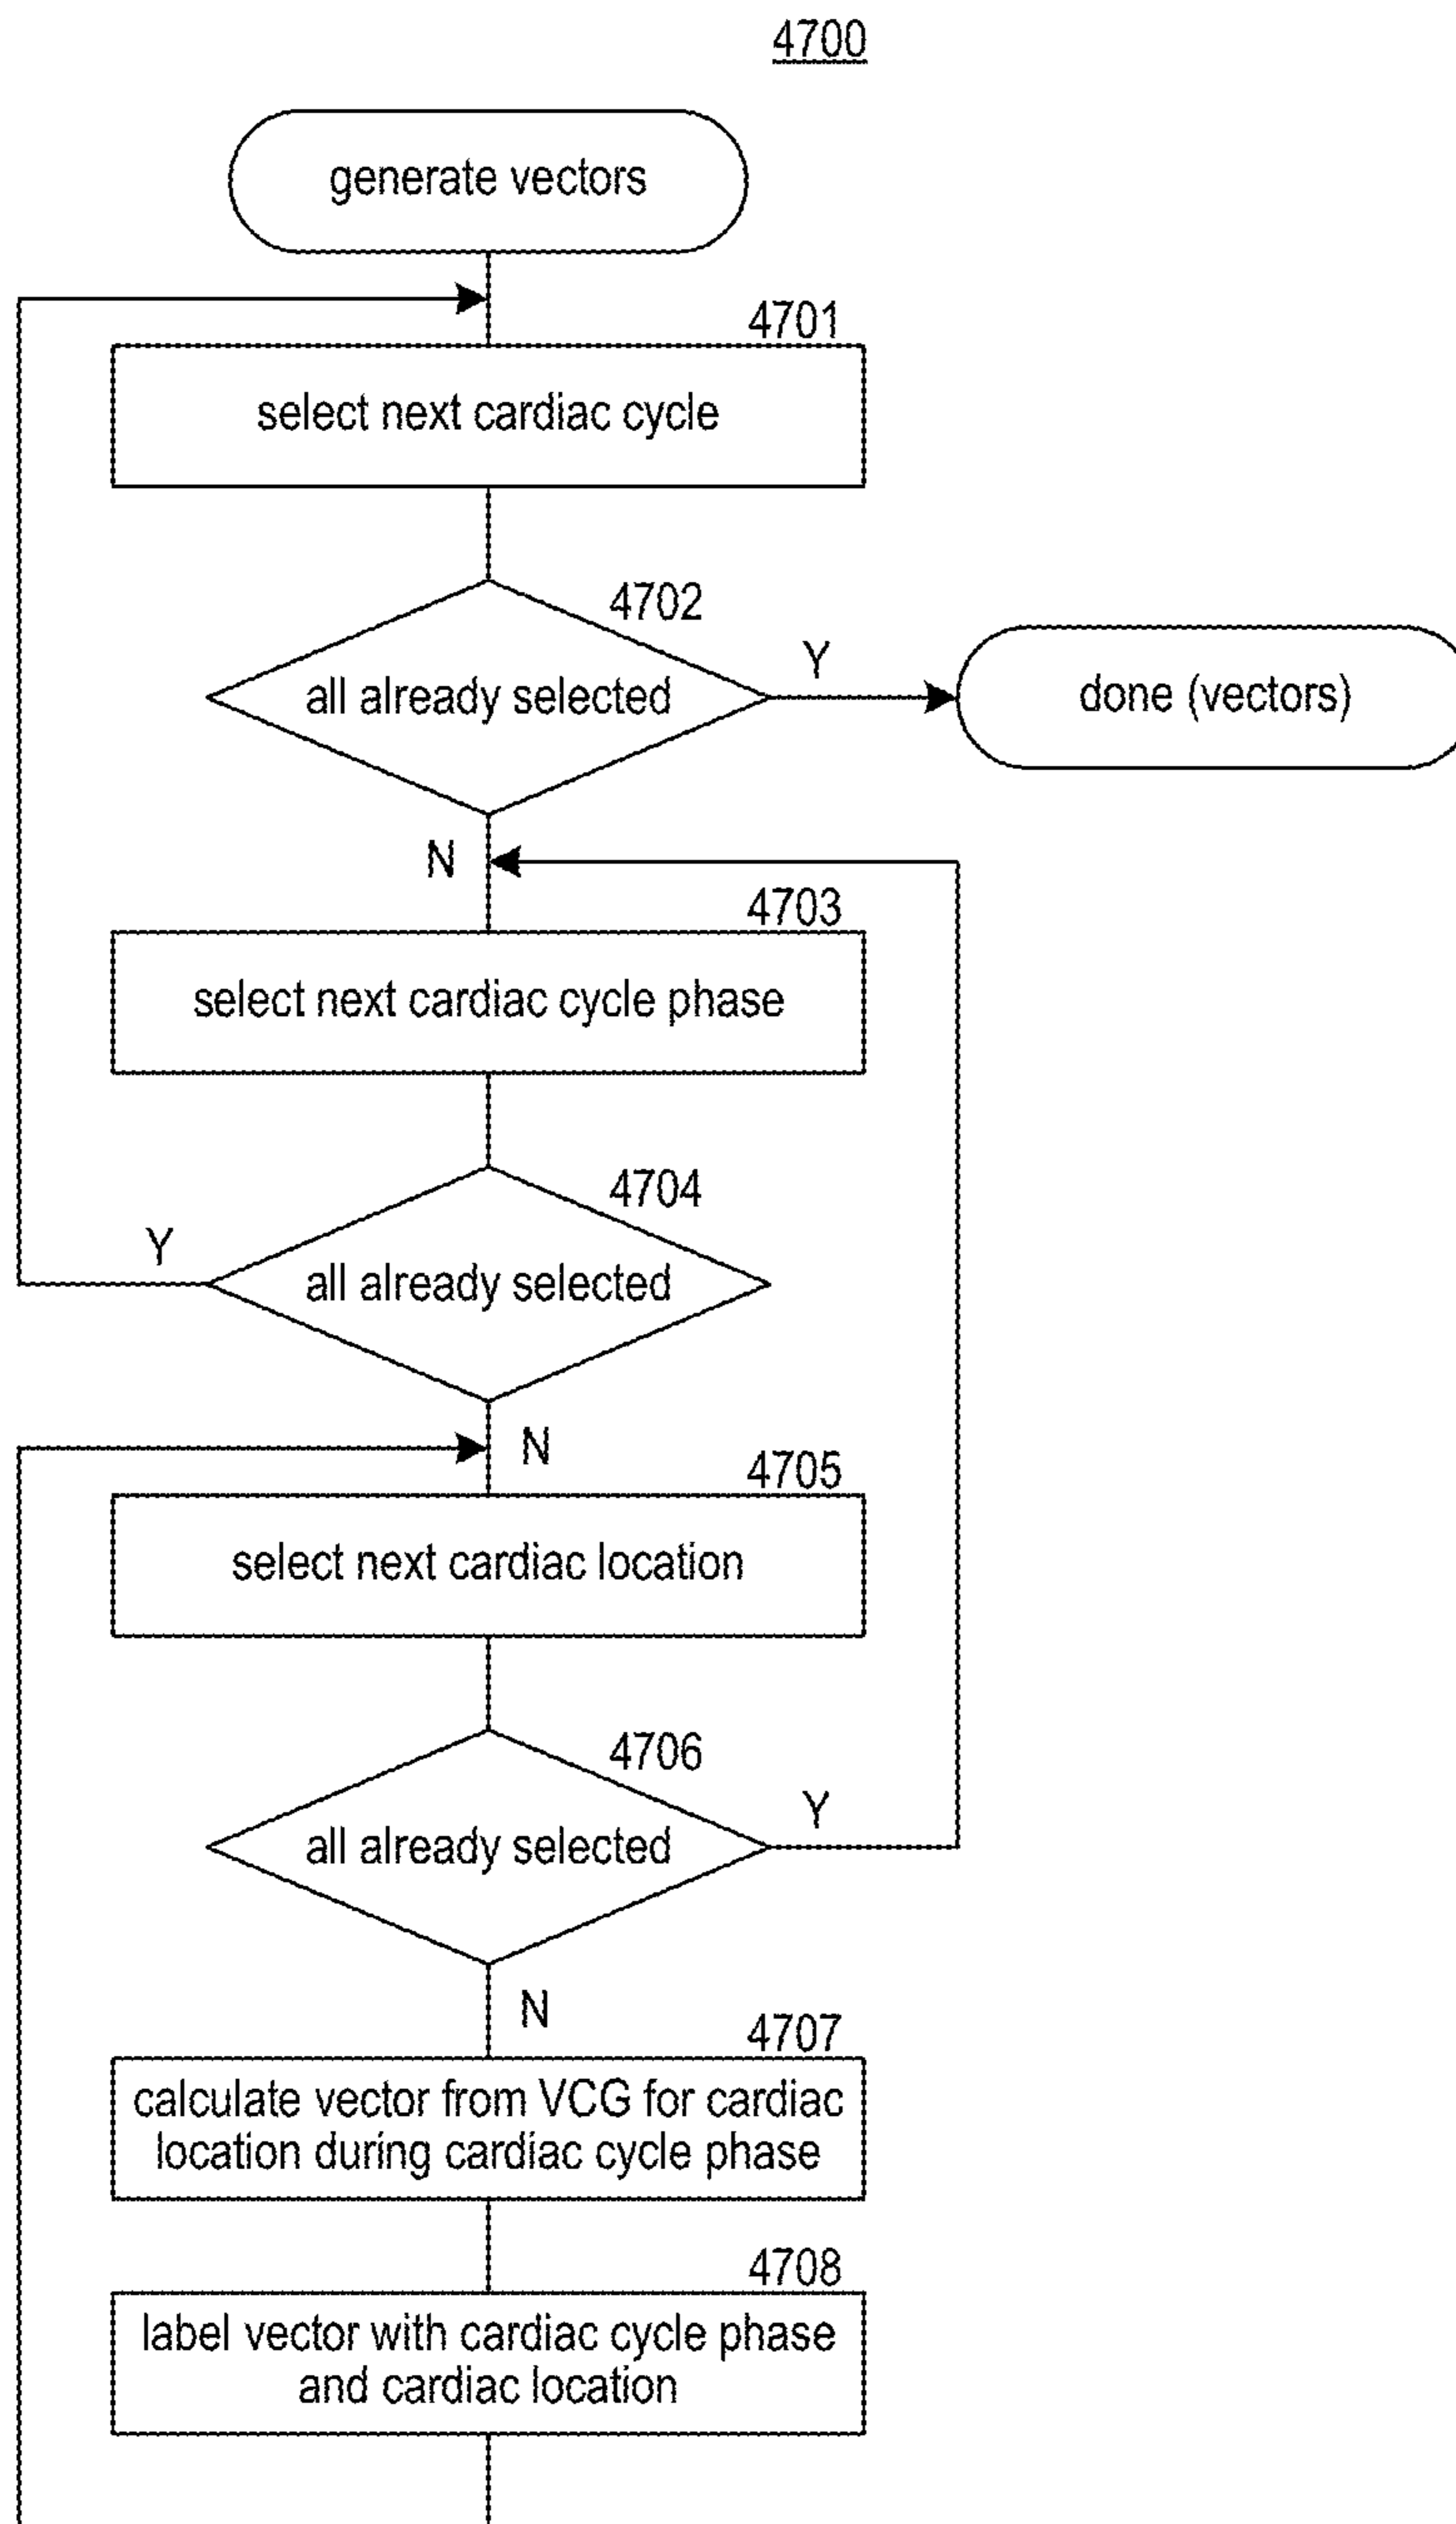 4700
generate vectors
4701
select next cardiac cycle
4702
all already selected
Y
done (vectors)
N
4703
select next cardiac cycle phase
4704
Y
all already selected
N
4705
select next cardiac location
4706
all already selected
Y
N
4707
calculate vector from VCG for cardiac
location during cardiac cycle phase
4708
label vector with cardiac cycle phase
and cardiac location